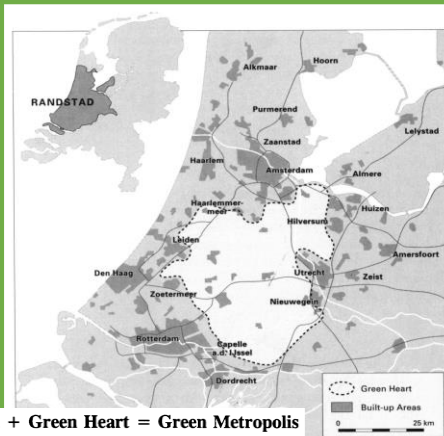 RANDSTAD
Hoorn
Alkmaar
Purmerend
Zaanstad
Lelystad
Haarlem
Amsterdam
Almere
Haarlemmer-
meer
Huizen
Hilversum
Leiden
Amersfoort
Den Haag
Utrecht
Zeist
Zoetermeer
Nieuwegein
Rotterdam
Capelle
a.d. IJssel
Dordrecht
Green Heart
Built-up Areas
0 25 km
+ Green Heart = Green Metropolis